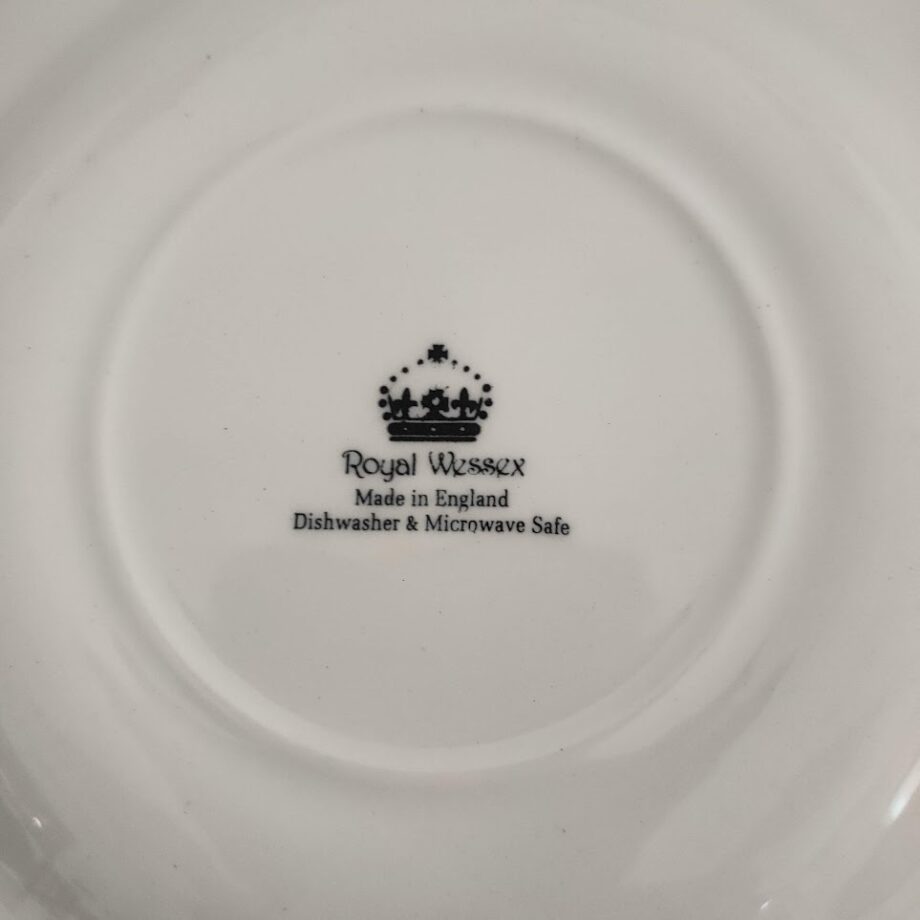 Royal Wessex
Made in England
Dishwasher & Microwave Safe